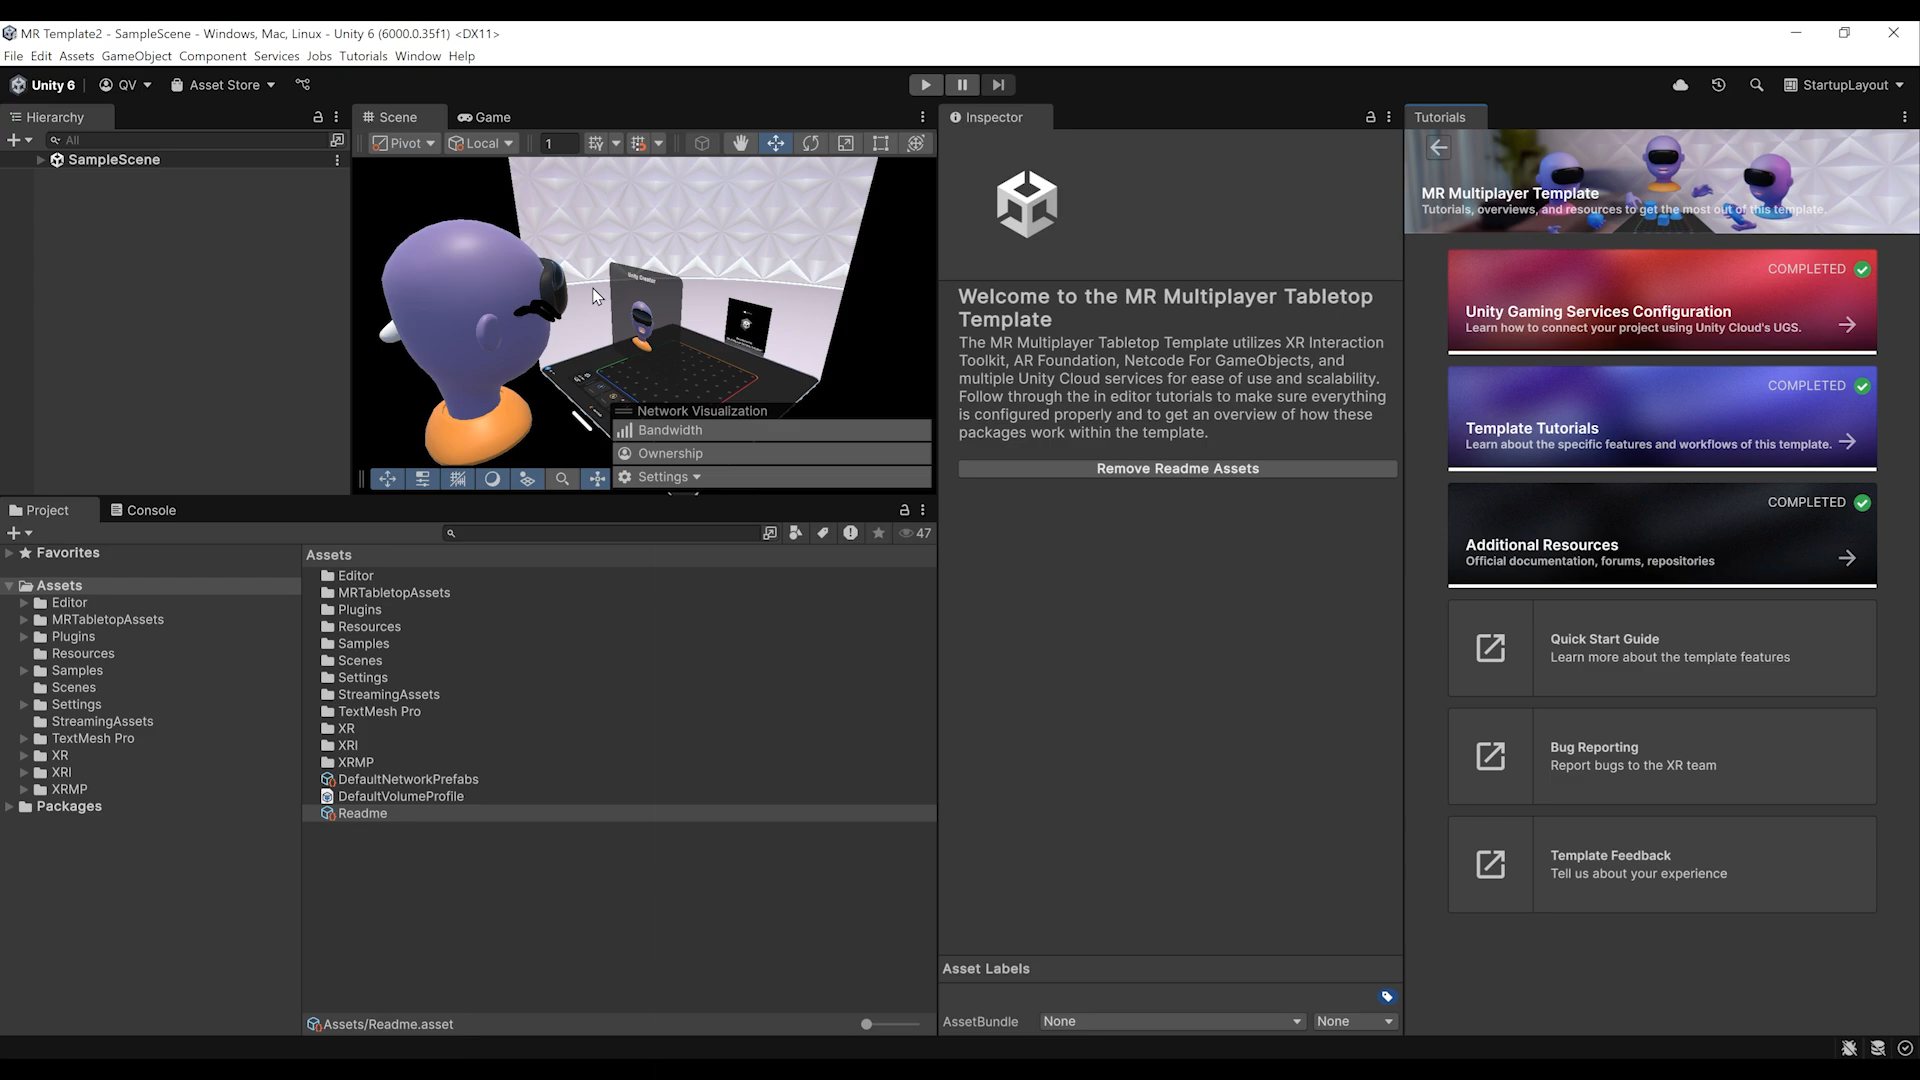 MR Template2 - SampleScene - Windows, Mac, Linux - Unity 6 (6000.0.35f1) <DX11>
File Edit Assets GameObject Component Services Jobs Tutorials Window Help
Unity 6 QV Asset Store StartupLayout
Hierarchy
All
SampleScene
Scene Game
Pivot Local 1
Unity Creator
Network Visualization
Bandwidth
Ownership
Settings
Project Console
47
Favorites
Assets
Editor
MRTabletopAssets
Plugins
Resources
Samples
Scenes
Settings
StreamingAssets
TextMesh Pro
XR
XRI
XRMP
Packages
Assets
Editor
MRTabletopAssets
Plugins
Resources
Samples
Scenes
Settings
StreamingAssets
TextMesh Pro
XR
XRI
XRMP
DefaultNetworkPrefabs
DefaultVolumeProfile
Readme
Assets/Readme.asset
Inspector
Welcome to the MR Multiplayer Tabletop
Template
The MR Multiplayer Tabletop Template utilizes XR Interaction
Toolkit, AR Foundation, Netcode For GameObjects, and
multiple Unity Cloud services for ease of use and scalability.
Follow through the in editor tutorials to make sure everything
is configured properly and to get an overview of how these
packages work within the template.
Remove Readme Assets
Asset Labels
AssetBundle None None
Tutorials
MR Multiplayer Template
Tutorials, overviews, and resources to get the most out of this template.
COMPLETED
Unity Gaming Services Configuration
Learn how to connect your project using Unity Cloud's UGS.
COMPLETED
Template Tutorials
Learn about the specific features and workflows of this template.
COMPLETED
Additional Resources
Official documentation, forums, repositories
Quick Start Guide
Learn more about the template features
Bug Reporting
Report bugs to the XR team
Template Feedback
Tell us about your experience